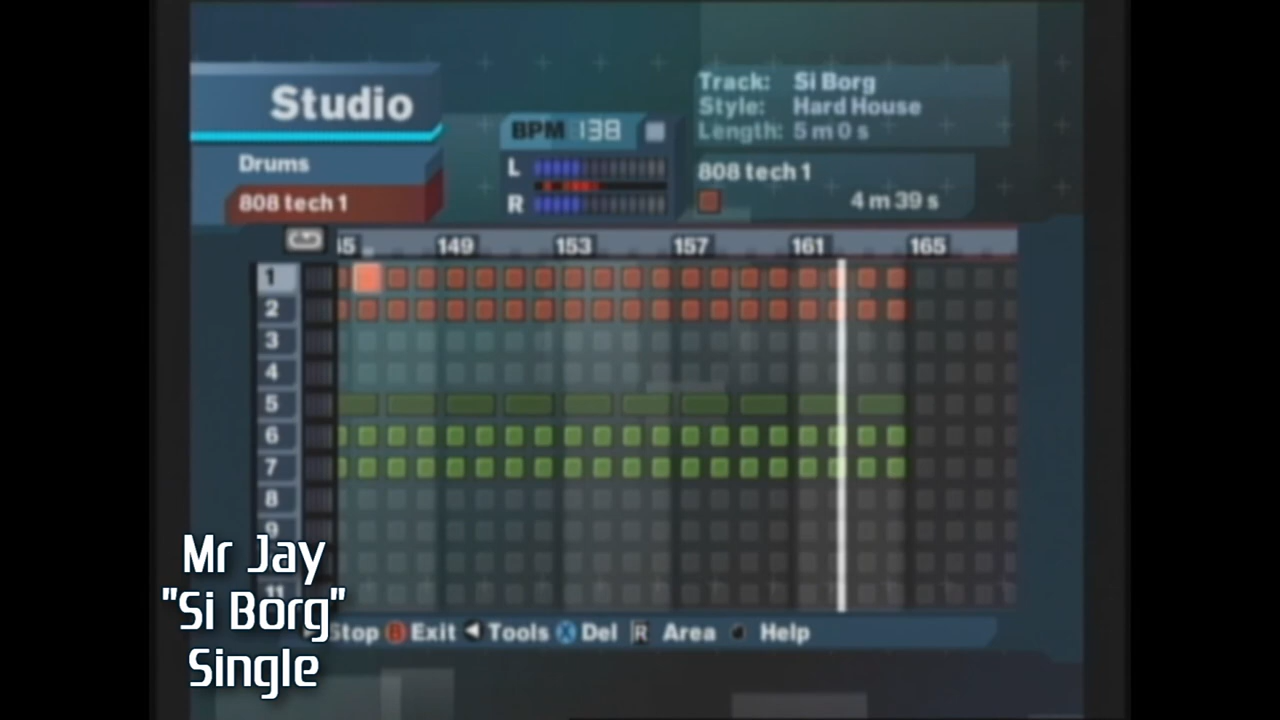 Studio
Drums
808 tech 1
BPM 138
L
R
Track: Si Borg
Style: Hard House
Length: 5 m 0 s
808 tech 1
4 m 39 s
149 153 157 161 165
1
2
3
4
5
6
7
8
9
11
Stop B Exit Tools X Del R Area Help
Mr Jay
"Si Borg"
Single